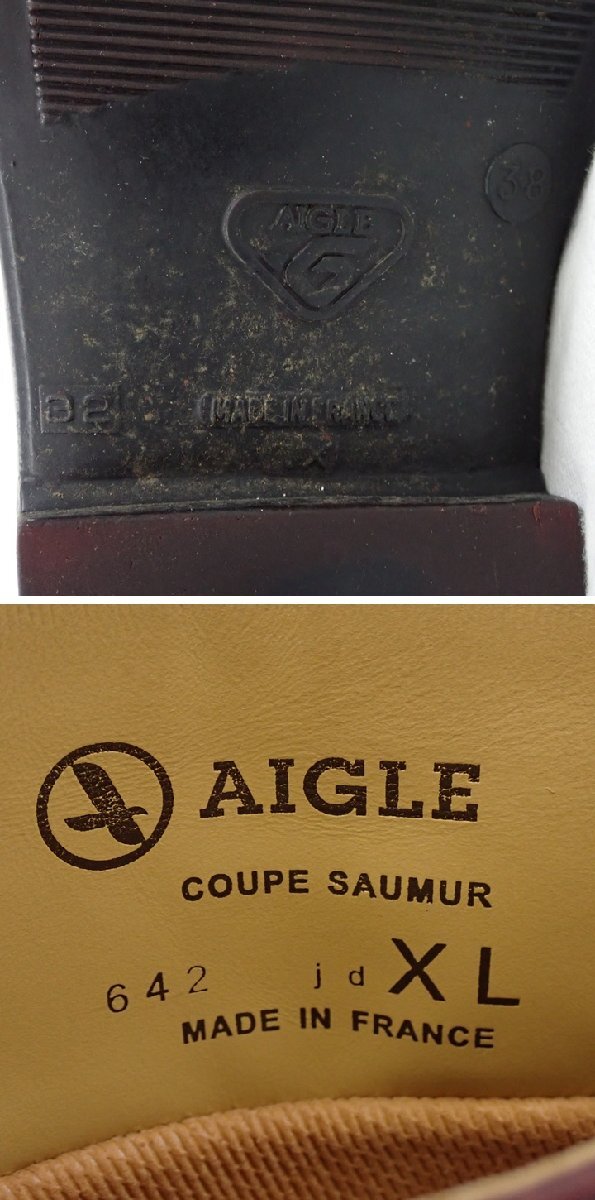 38
AIGLE
32
MADE IN FRANCE
X
AIGLE
COUPE SAUMUR
642 jd XL
MADE IN FRANCE